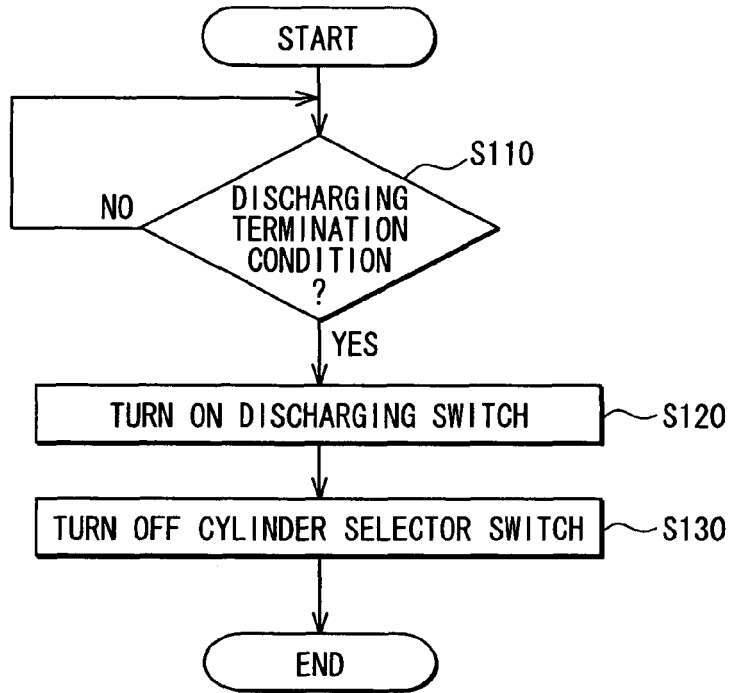 START
S110
DISCHARGING
TERMINATION
CONDITION
?
NO
YES
TURN ON DISCHARGING SWITCH
S120
TURN OFF CYLINDER SELECTOR SWITCH
S130
END